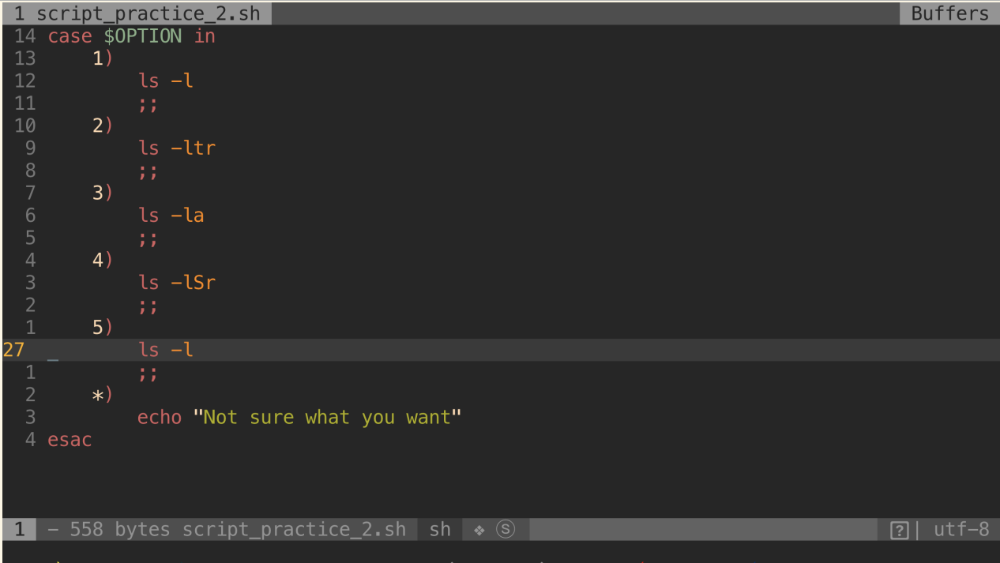 1 script_practice_2.sh Buffers
14 case $OPTION in
13 1)
12 ls -l
11 ;;
10 2)
9 ls -ltr
8 ;;
7 3)
6 ls -la
5 ;;
4 4)
3 ls -lSr
2 ;;
1 5)
27 ls -l
1 ;;
2 *)
3 echo "Not sure what you want"
4 esac
1 - 558 bytes script_practice_2.sh sh ❖ Ⓢ [?]| utf-8